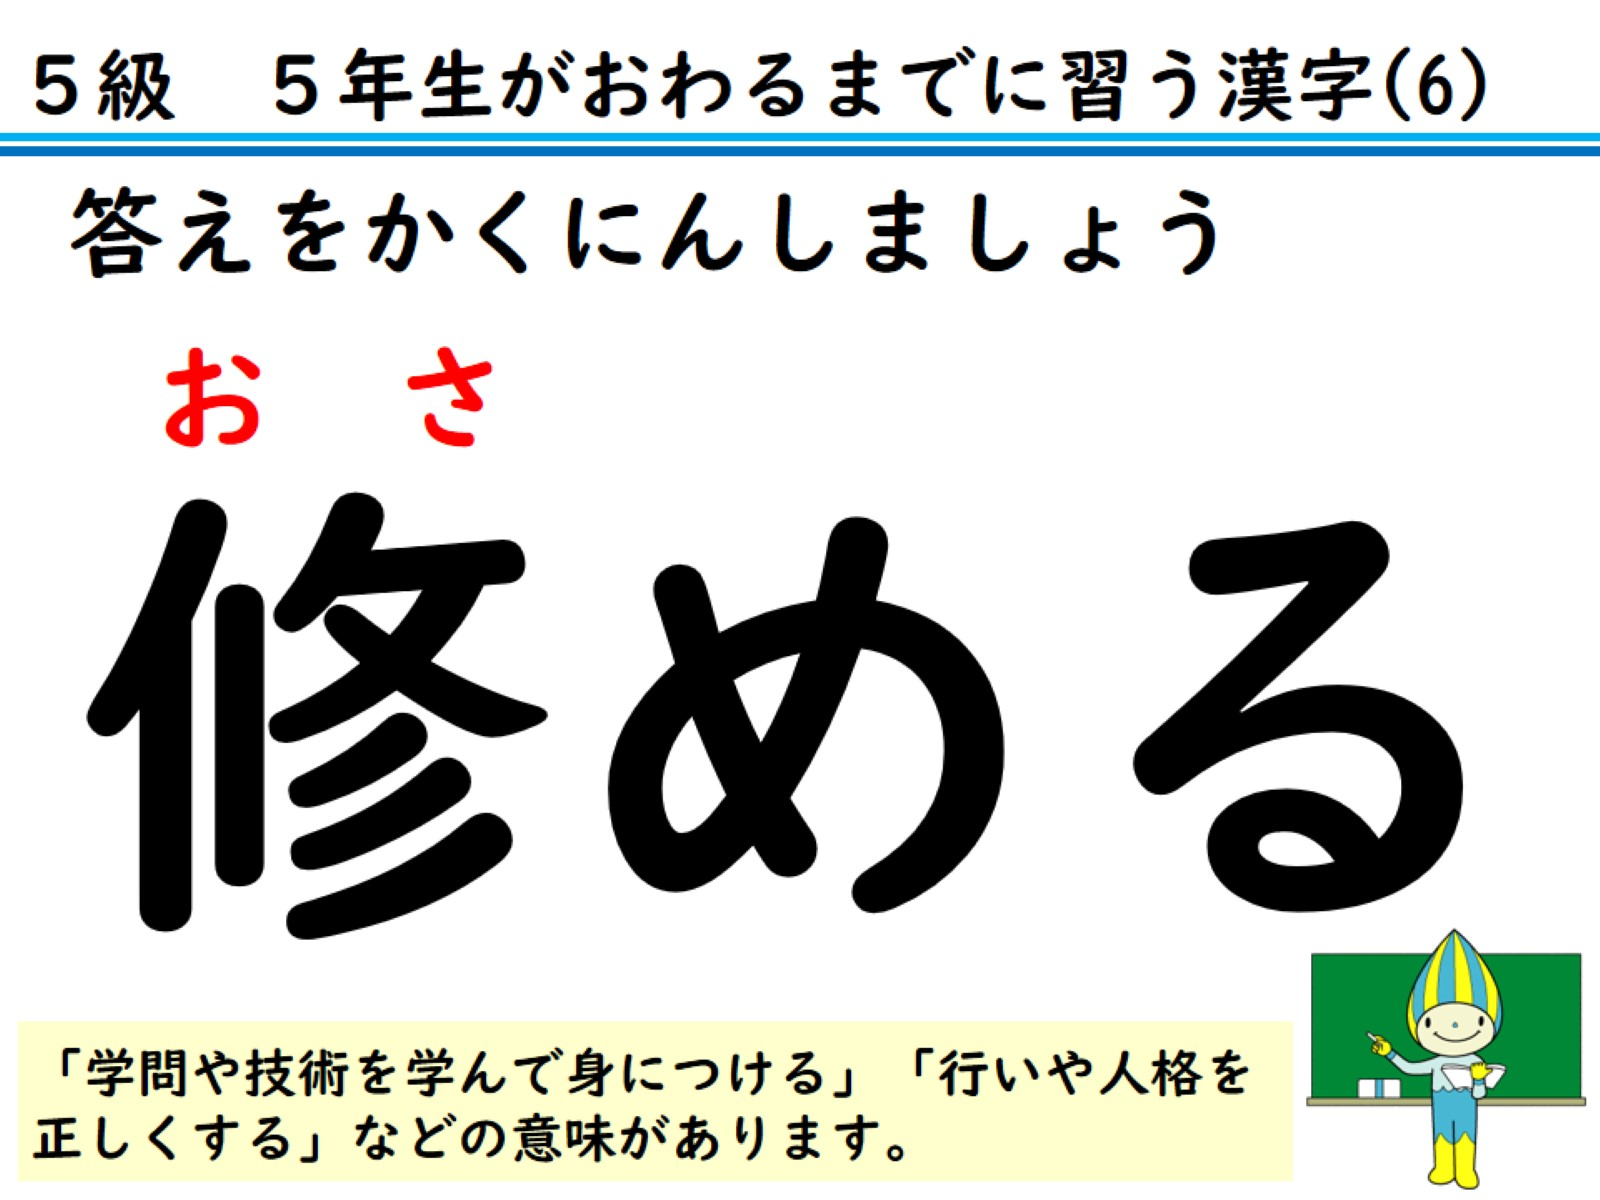 ５級　５年生がおわるまでに習う漢字(6)
答えをかくにんしましょう
おさ
修める
「学問や技術を学んで身につける」「行いや人格を
正しくする」などの意味があります。